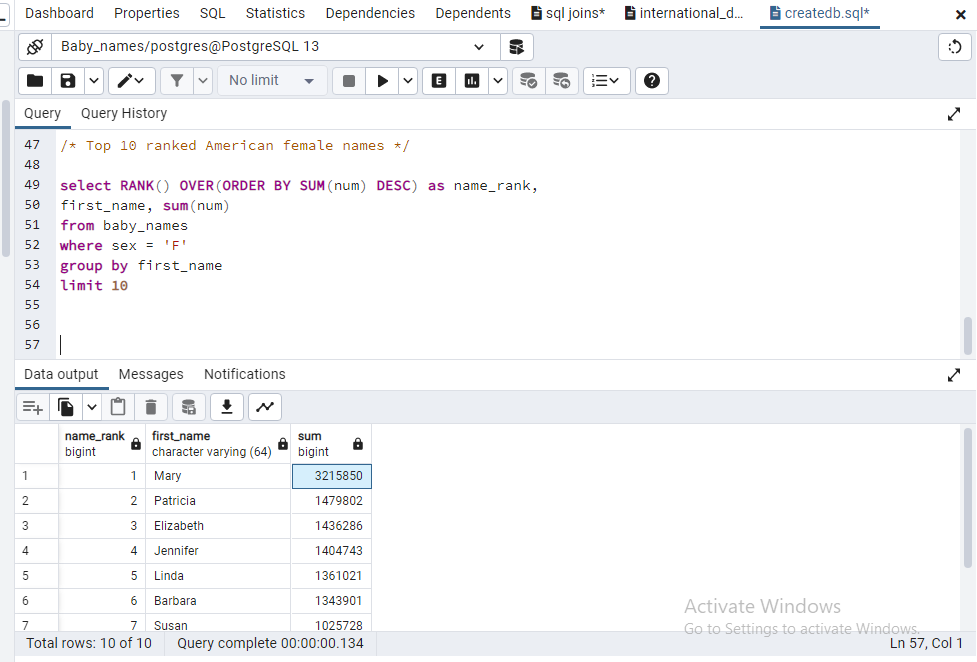 Dashboard Properties SQL Statistics Dependencies Dependents sql joins* international_d... createdb.sql*
Baby_names/postgres@PostgreSQL 13
No limit E
Query Query History
47 /* Top 10 ranked American female names */
48
49 select RANK() OVER(ORDER BY SUM(num) DESC) as name_rank,
50 first_name, sum(num)
51 from baby_names
52 where sex = 'F'
53 group by first_name
54 limit 10
55
56
57
Data output Messages Notifications
name_rank first_name sum
bigint character varying (64) bigint
1 1 Mary 3215850
2 2 Patricia 1479802
3 3 Elizabeth 1436286
4 4 Jennifer 1404743
5 5 Linda 1361021
6 6 Barbara 1343901
7 7 Susan 1025728
Activate Windows
Go to Settings to activate Windows.
Total rows: 10 of 10 Query complete 00:00:00.134 Ln 57, Col 1